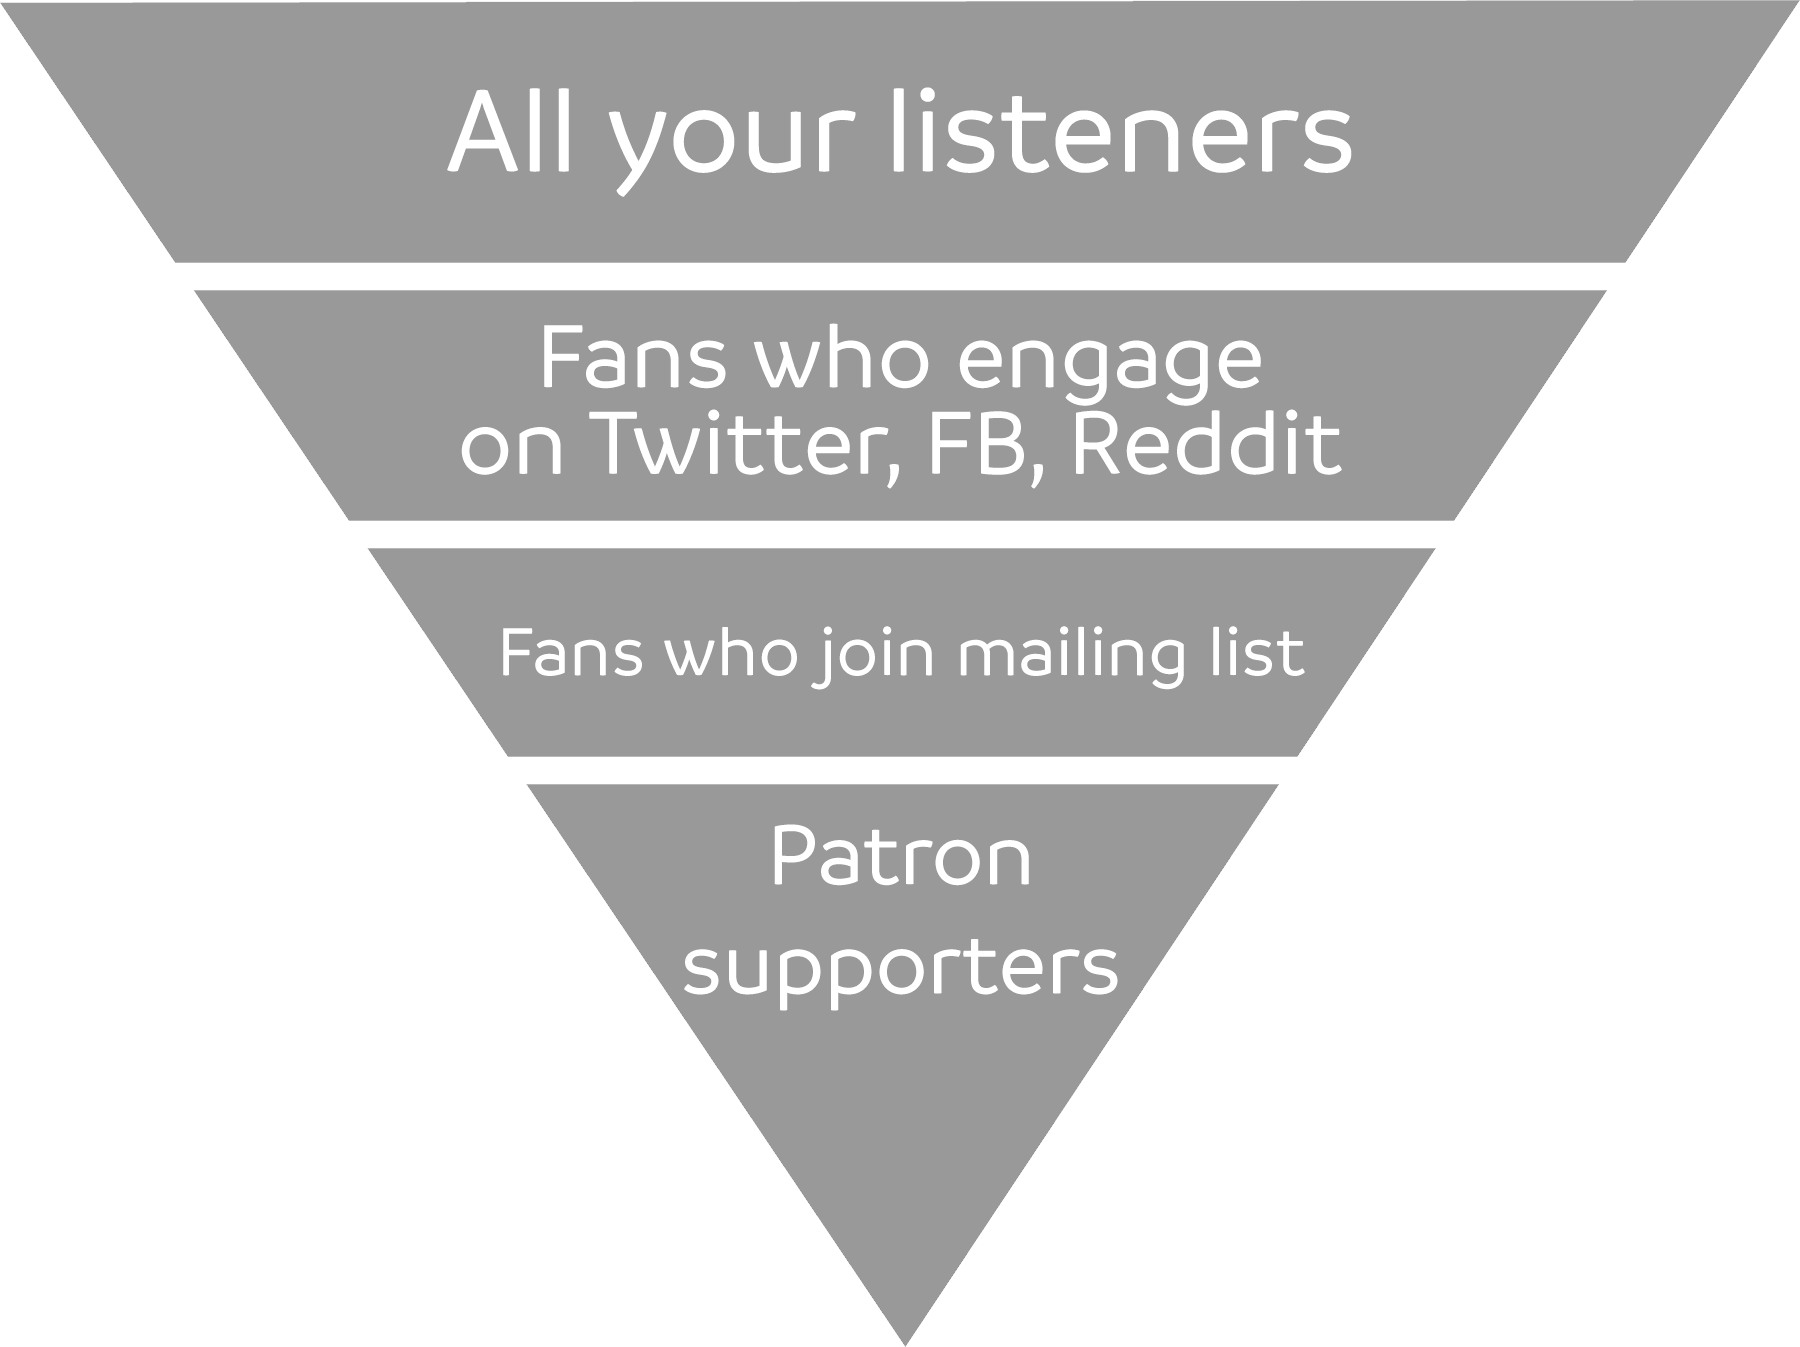 All your listeners
Fans who engage
on Twitter, FB, Reddit
Fans who join mailing list
Patron
supporters